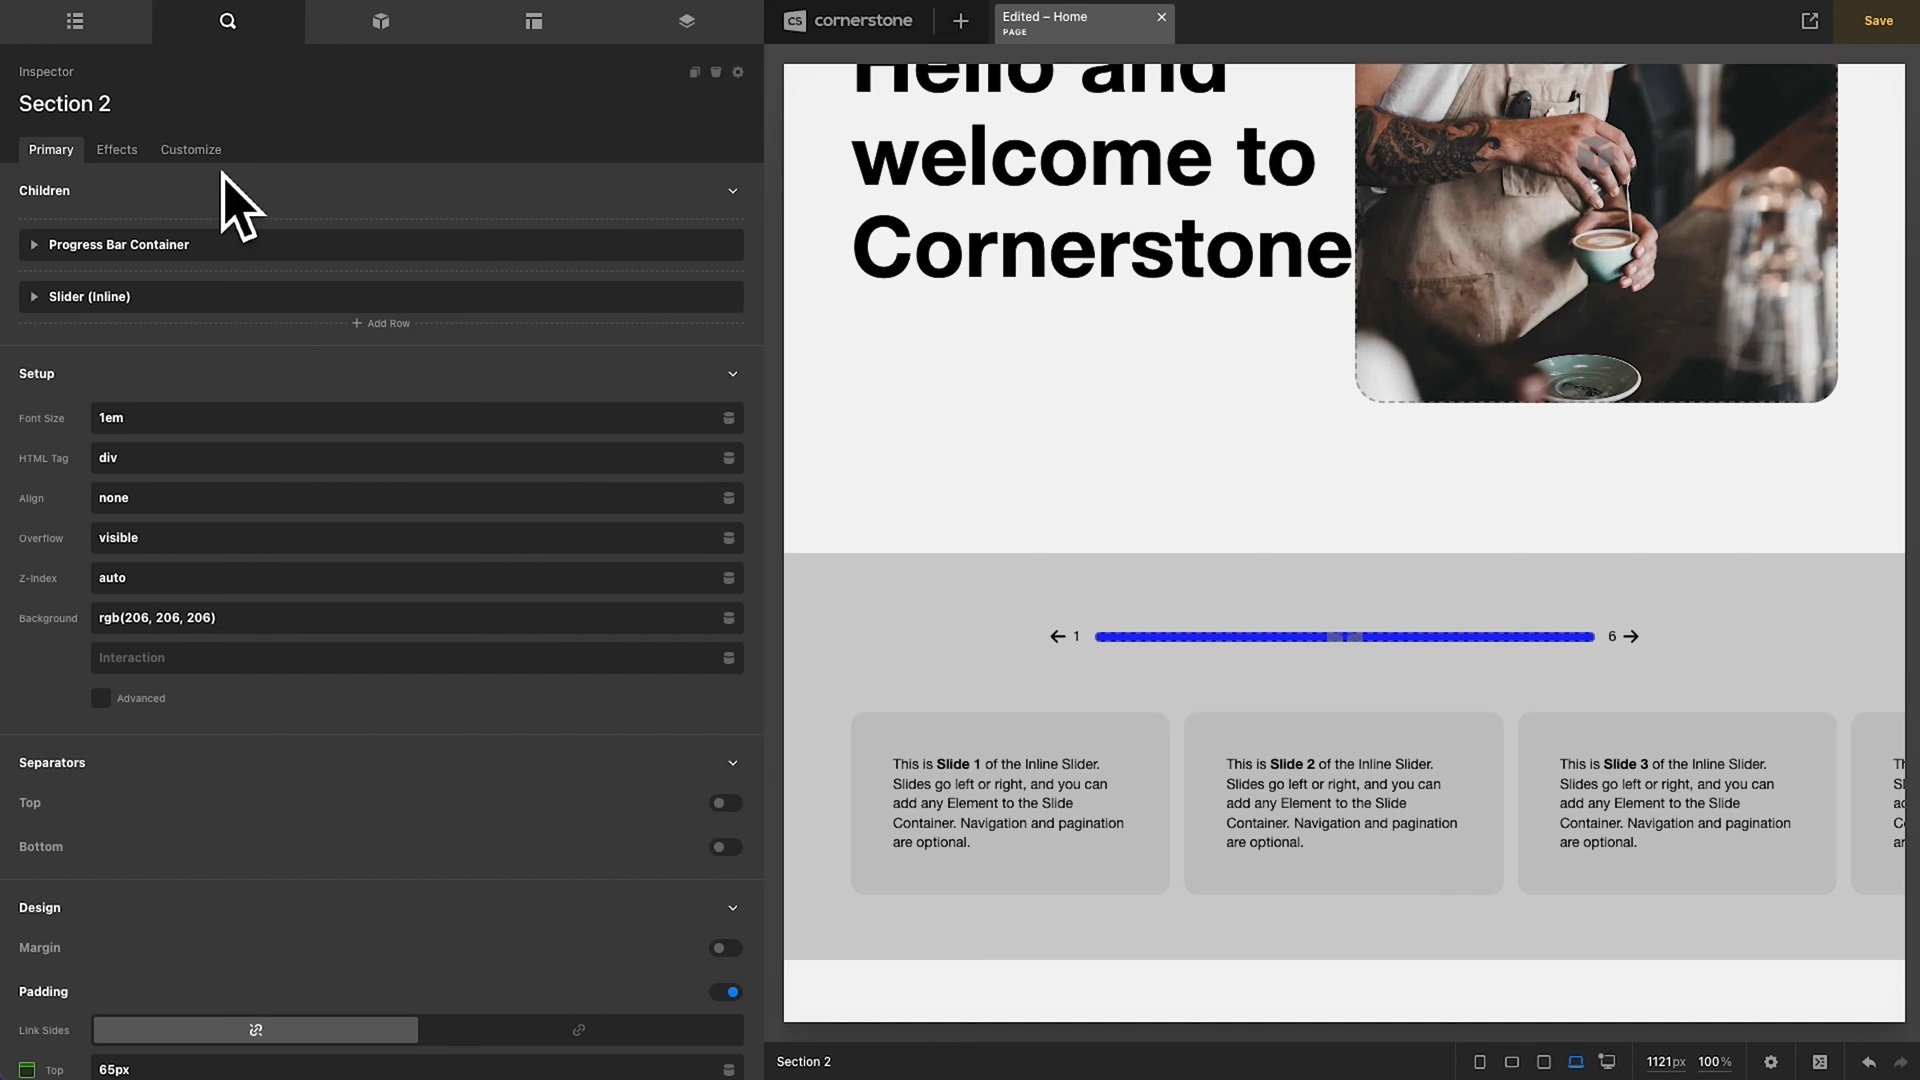 CS cornerstone
Edited – Home
PAGE
Save
Inspector
Section 2
Primary
Effects
Customize
Children
Progress Bar Container
Slider (Inline)
Add Row
Setup
Font Size
1em
HTML Tag
div
Align
none
Overflow
visible
Z-Index
auto
Background
rgb(206, 206, 206)
Interaction
Advanced
Separators
Top
Bottom
Design
Margin
Padding
Link Sides
Top
65px
Hello and
welcome to
Cornerstone
1
6
This is Slide 1 of the Inline Slider.
Slides go left or right, and you can
add any Element to the Slide
Container. Navigation and pagination
are optional.
This is Slide 2 of the Inline Slider.
Slides go left or right, and you can
add any Element to the Slide
Container. Navigation and pagination
are optional.
This is Slide 3 of the Inline Slider.
Slides go left or right, and you can
add any Element to the Slide
Container. Navigation and pagination
are optional.
Section 2
1121px
100%